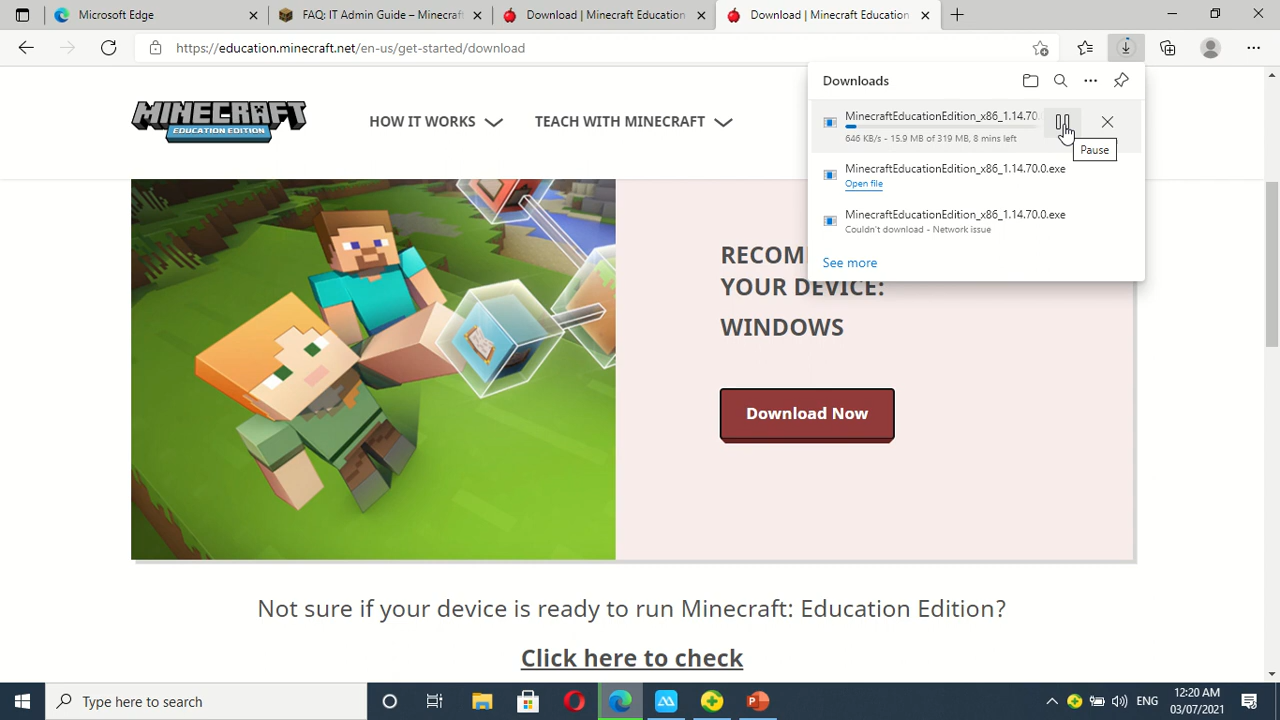 Microsoft Edge
FAQ: IT Admin Guide – Minecraf
Download | Minecraft Education
Download | Minecraft Education
https://education.minecraft.net/en-us/get-started/download
MINECRAFT
EDUCATION EDITION
HOW IT WORKS
TEACH WITH MINECRAFT
Downloads
MinecraftEducationEdition_x86_1.14.70.
646 KB/s - 15.9 MB of 319 MB, 8 mins left
Pause
MinecraftEducationEdition_x86_1.14.70.0.exe
Open file
MinecraftEducationEdition_x86_1.14.70.0.exe
Couldn't download - Network issue
See more
RECOM
YOUR DEVICE:
WINDOWS
Download Now
Not sure if your device is ready to run Minecraft: Education Edition?
Click here to check
Type here to search
ENG
12:20 AM
03/07/2021